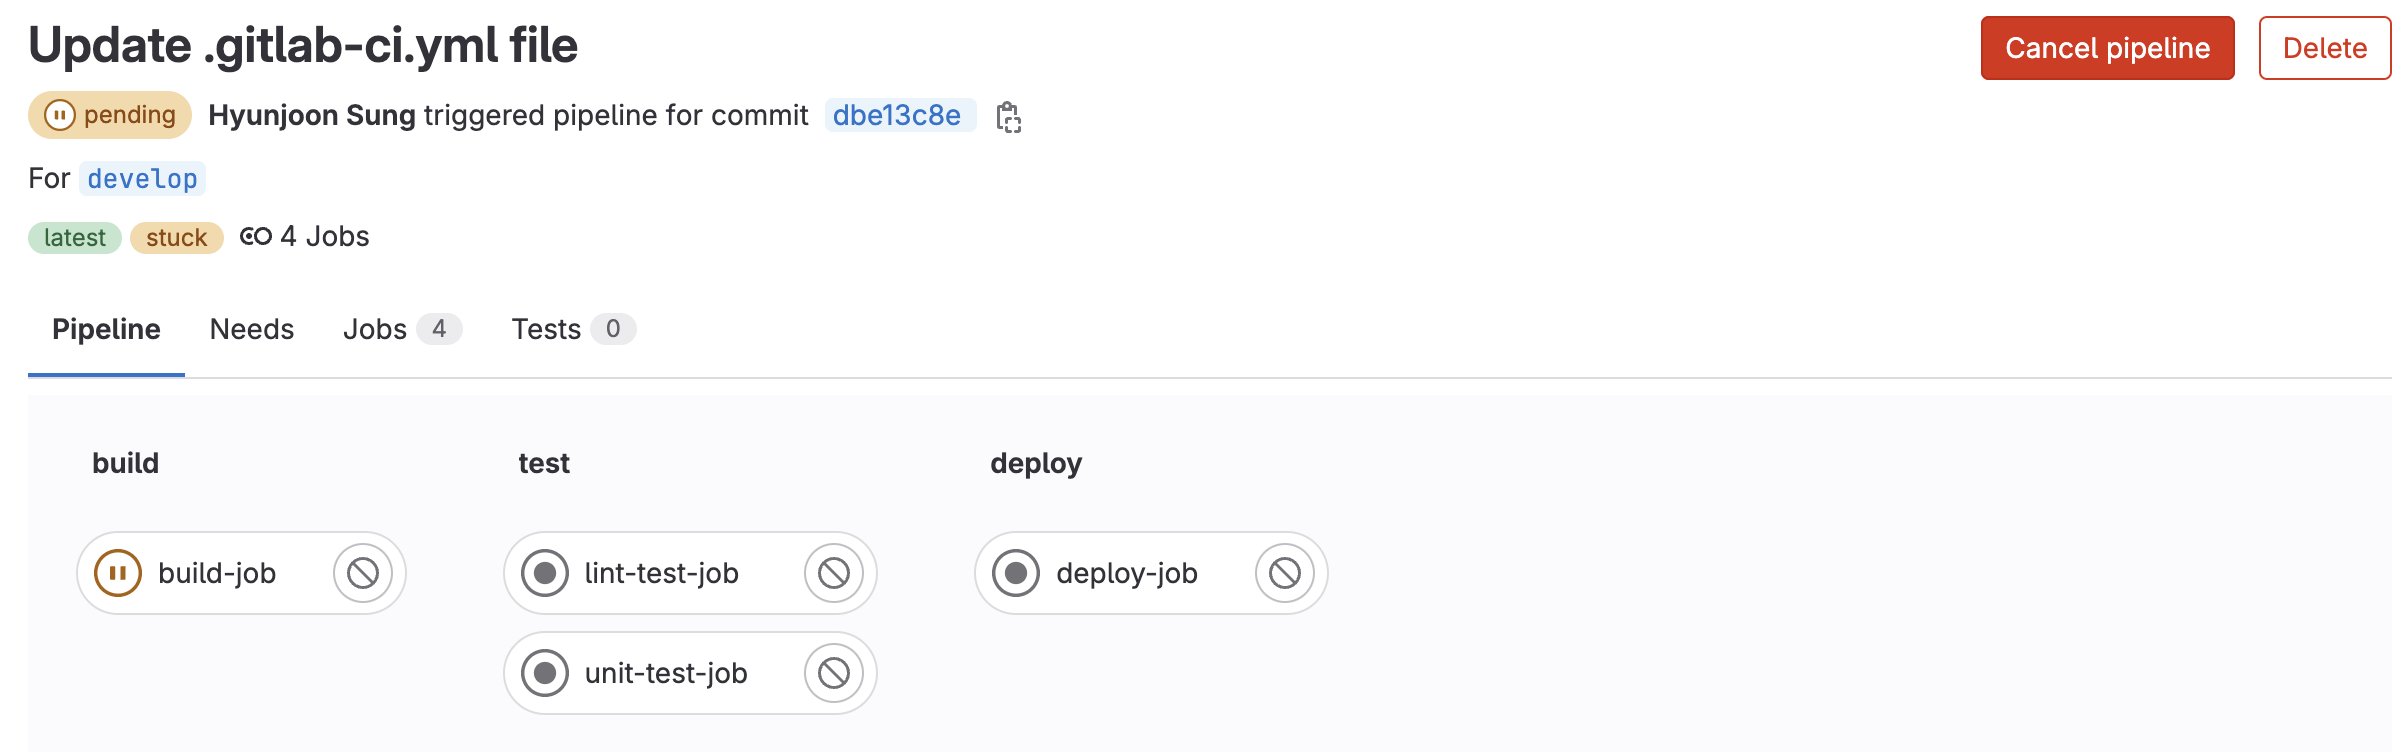 Update .gitlab-ci.yml file
Cancel pipeline
Delete
pending Hyunjoon Sung triggered pipeline for commit dbe13c8e
For develop
latest stuck 4 Jobs
Pipeline Needs Jobs 4 Tests 0
build test deploy
build-job lint-test-job deploy-job
unit-test-job